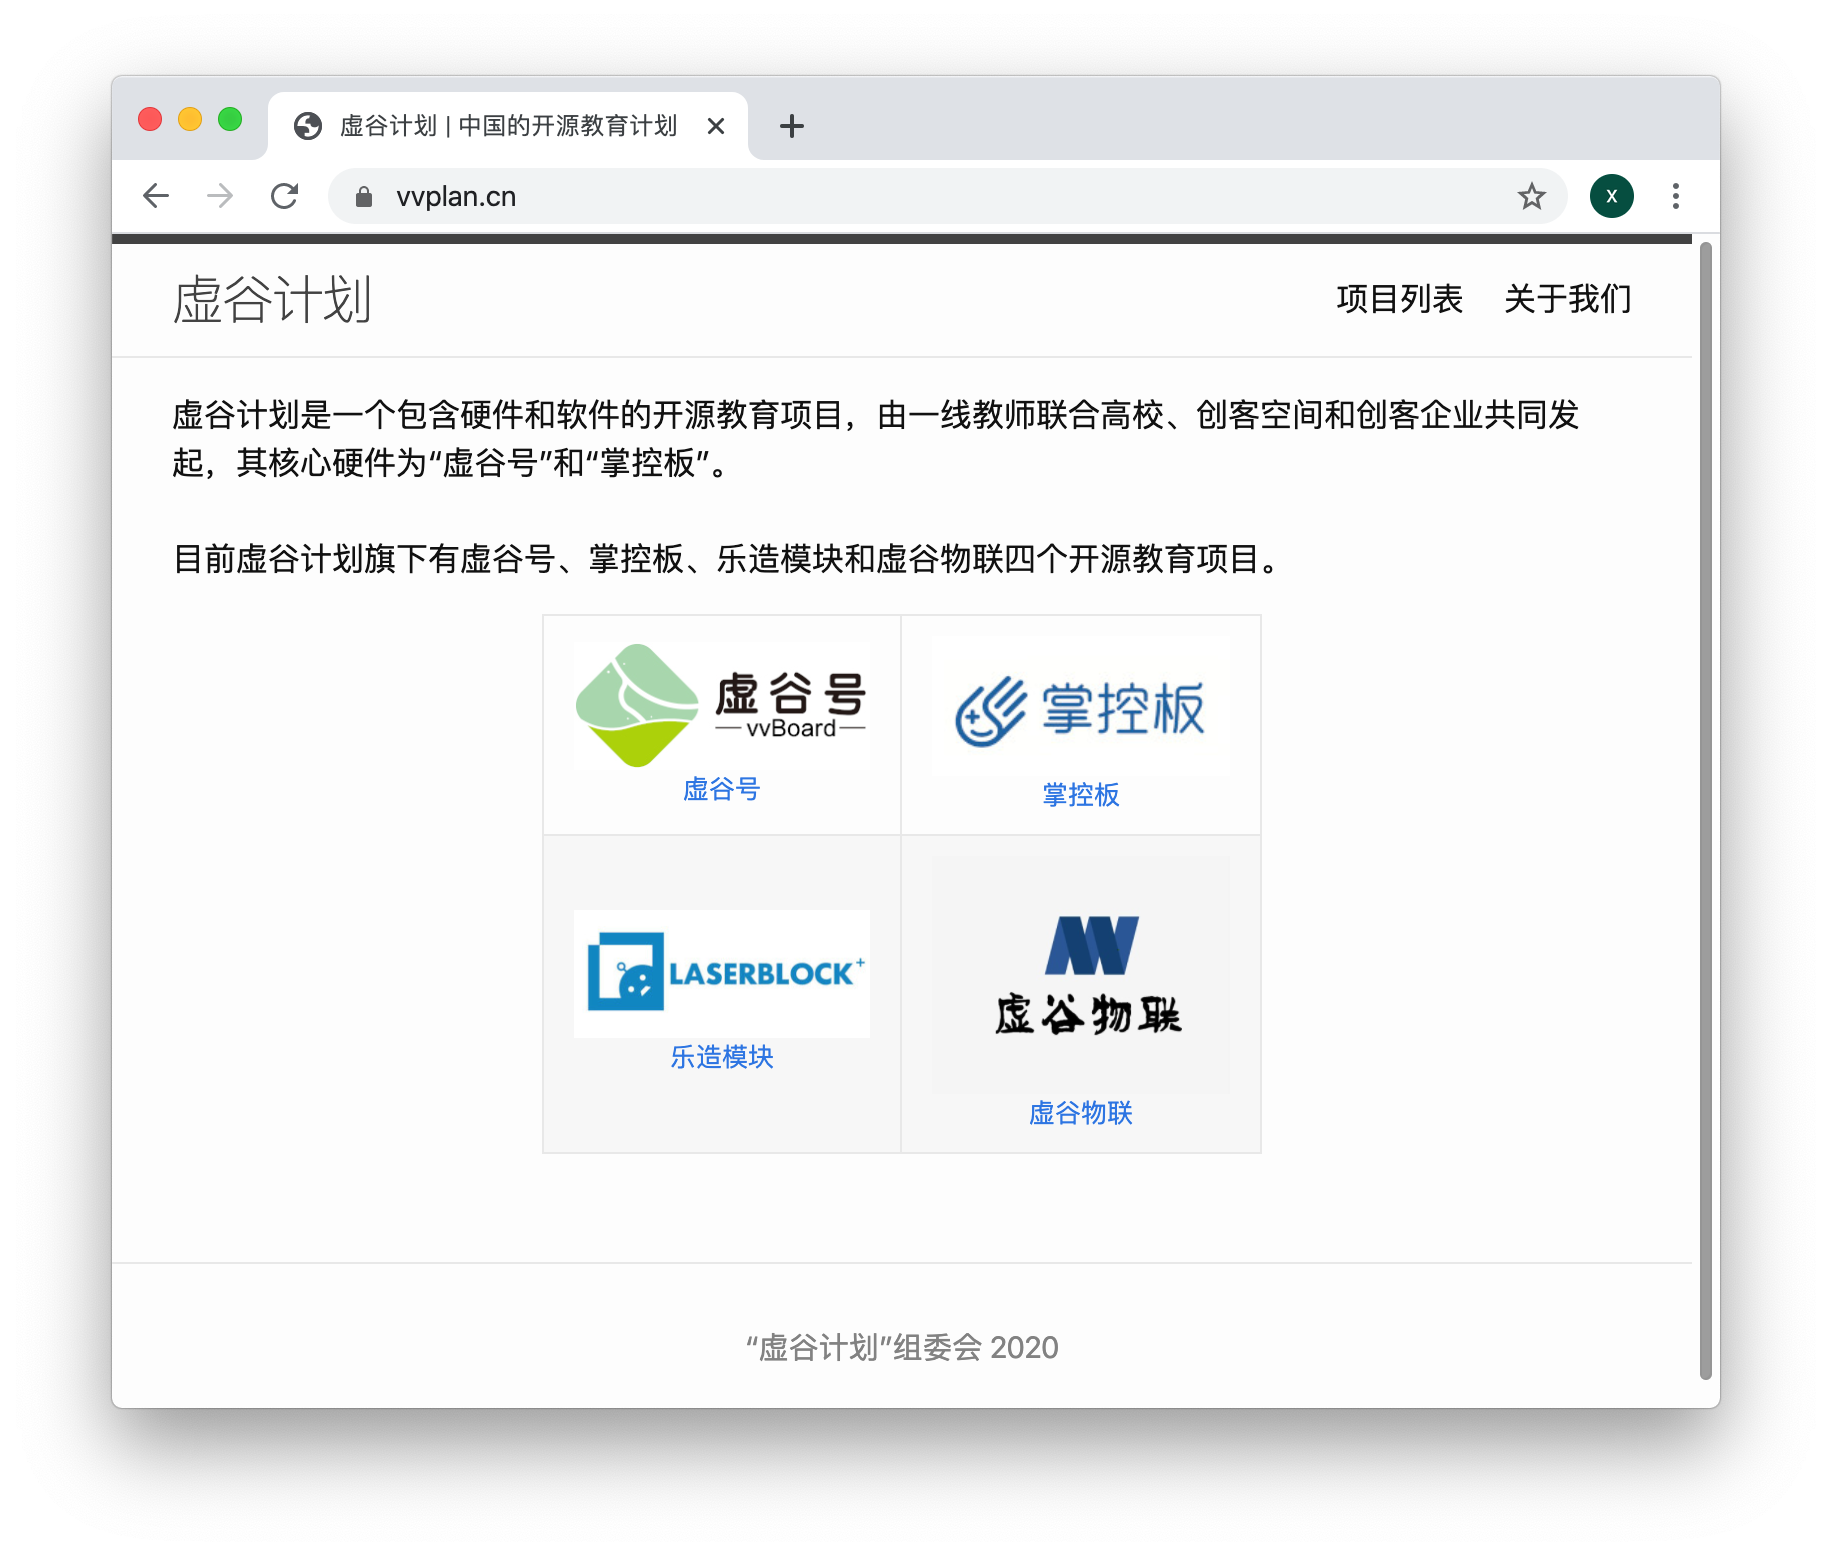 虚谷计划 | 中国的开源教育计划
vvplan.cn
X
虚谷计划
项目列表 关于我们
虚谷计划是一个包含硬件和软件的开源教育项目，由一线教师联合高校、创客空间和创客企业共同发
起，其核心硬件为“虚谷号”和“掌控板”。
目前虚谷计划旗下有虚谷号、掌控板、乐造模块和虚谷物联四个开源教育项目。
虚谷号
vvBoard
虚谷号
掌控板
掌控板
LASERBLOCK+
乐造模块
虚谷物联
虚谷物联
“虚谷计划”组委会 2020